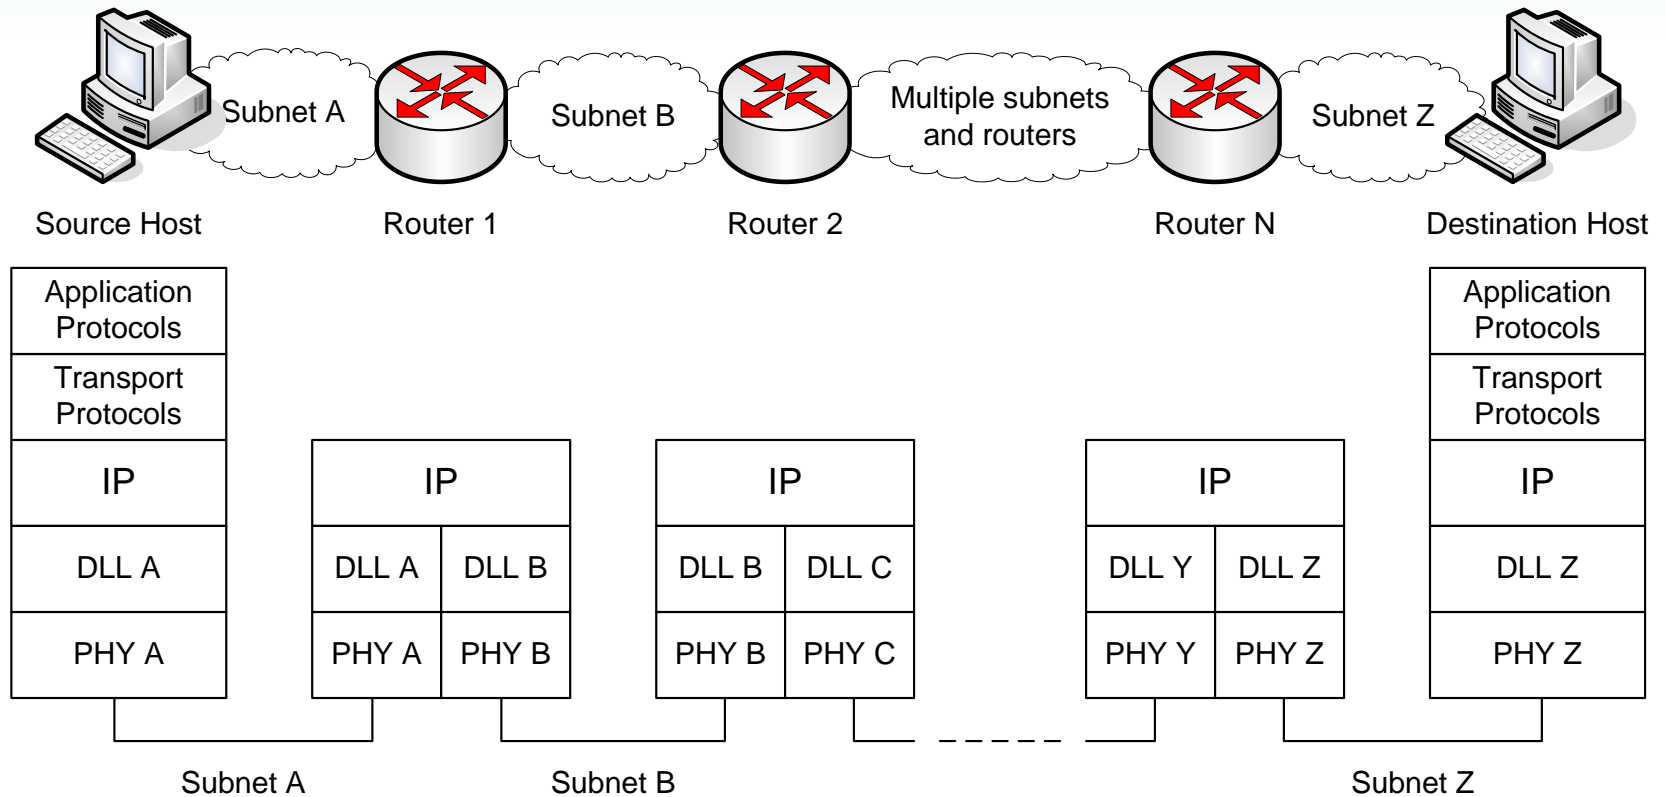 Subnet A
Subnet B
Multiple subnets
and routers
Subnet Z
Source Host
Router 1
Router 2
Router N
Destination Host
Application
Protocols
Transport
Protocols
IP
DLL A
PHY A
IP
DLL A
DLL B
PHY A
PHY B
IP
DLL B
DLL C
PHY B
PHY C
IP
DLL Y
DLL Z
PHY Y
PHY Z
Application
Protocols
Transport
Protocols
IP
DLL Z
PHY Z
Subnet A
Subnet B
Subnet Z